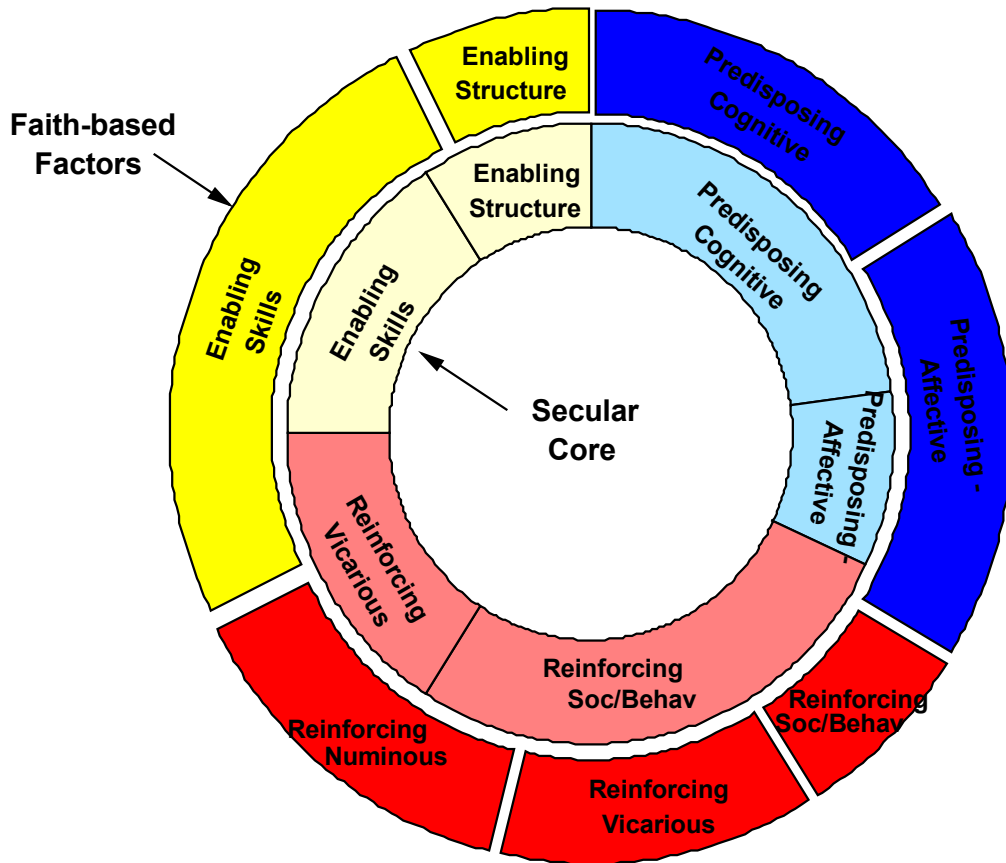 Enabling
Structure
Predisposing
Cognitive
Faith-based
Factors
Enabling
Structure
Predisposing
Cognitive
Enabling
Skills
Enabling
Skills
Predisposing -
Affective
Secular
Core
Predisposing -
Affective
Reinforcing
Vicarious
Reinforcing
Soc/Behav
Reinforcing
Soc/Behav
Reinforcing
Numinous
Reinforcing
Vicarious